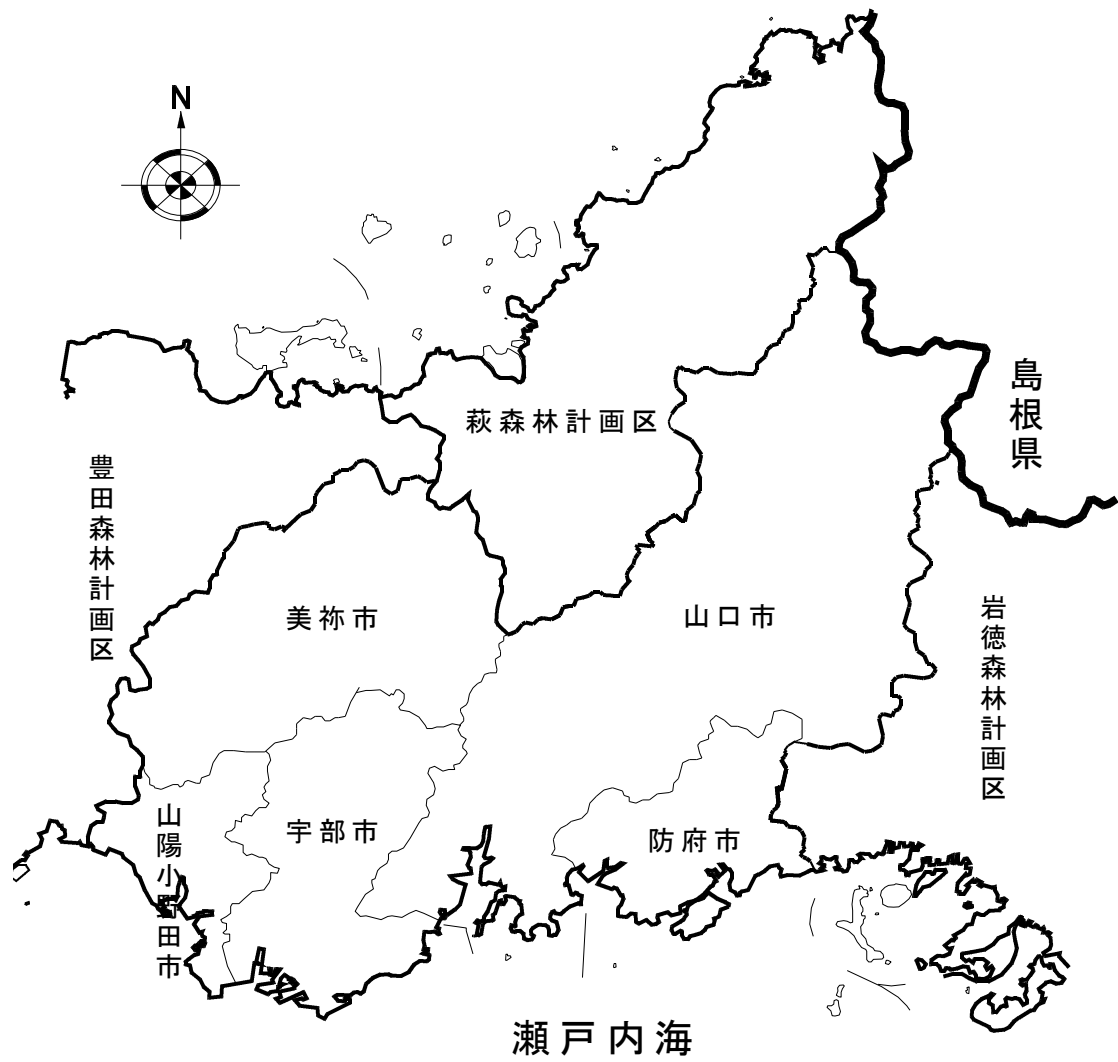 N
萩森林計画区
島根県
豊田森林計画区
美祢市
山口市
岩徳森林計画区
山陽小野田市
宇部市
防府市
瀬戸内海